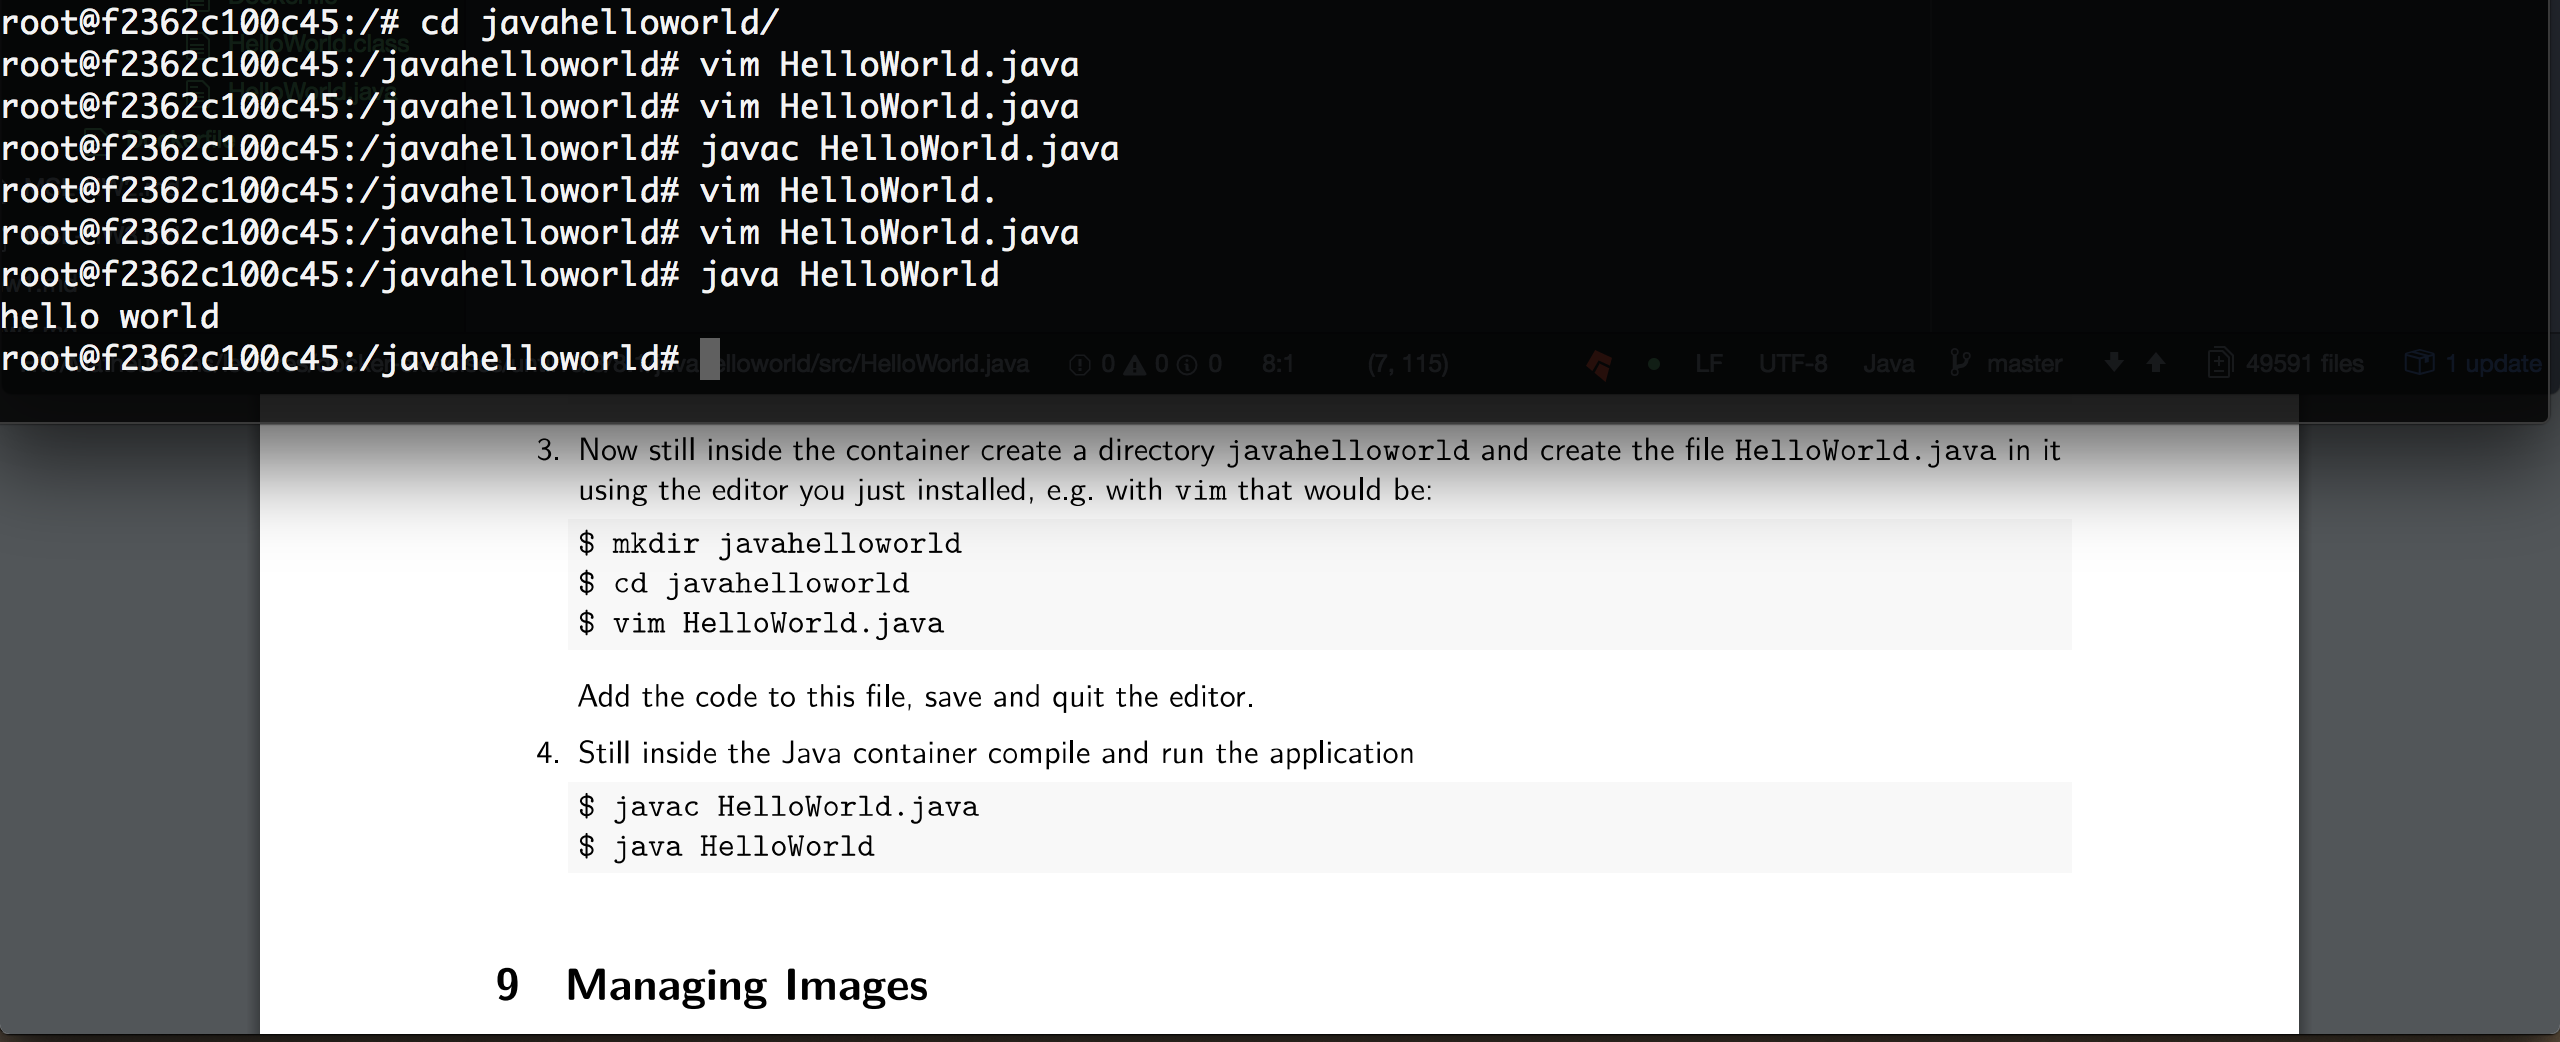 root@f2362c100c45:/# cd javahelloworld/
HelloWorld.class
root@f2362c100c45:/javahelloworld# vim HelloWorld.java
HelloWorld.java
root@f2362c100c45:/javahelloworld# vim HelloWorld.java
root@f2362c100c45:/javahelloworld# javac HelloWorld.java
root@f2362c100c45:/javahelloworld# vim HelloWorld.
root@f2362c100c45:/javahelloworld# vim HelloWorld.java
root@f2362c100c45:/javahelloworld# java HelloWorld
hello world
root@f2362c100c45:/javahelloworld#
elloworld/src/HelloWorld.java 0 0 0 8:1 (7, 115) LF UTF-8 Java master 49591 files 1 update
3. Now still inside the container create a directory javahelloworld and create the file HelloWorld.java in it
using the editor you just installed, e.g. with vim that would be:
$ mkdir javahelloworld
$ cd javahelloworld
$ vim HelloWorld.java
Add the code to this file, save and quit the editor.
4. Still inside the Java container compile and run the application
$ javac HelloWorld.java
$ java HelloWorld
9 Managing Images